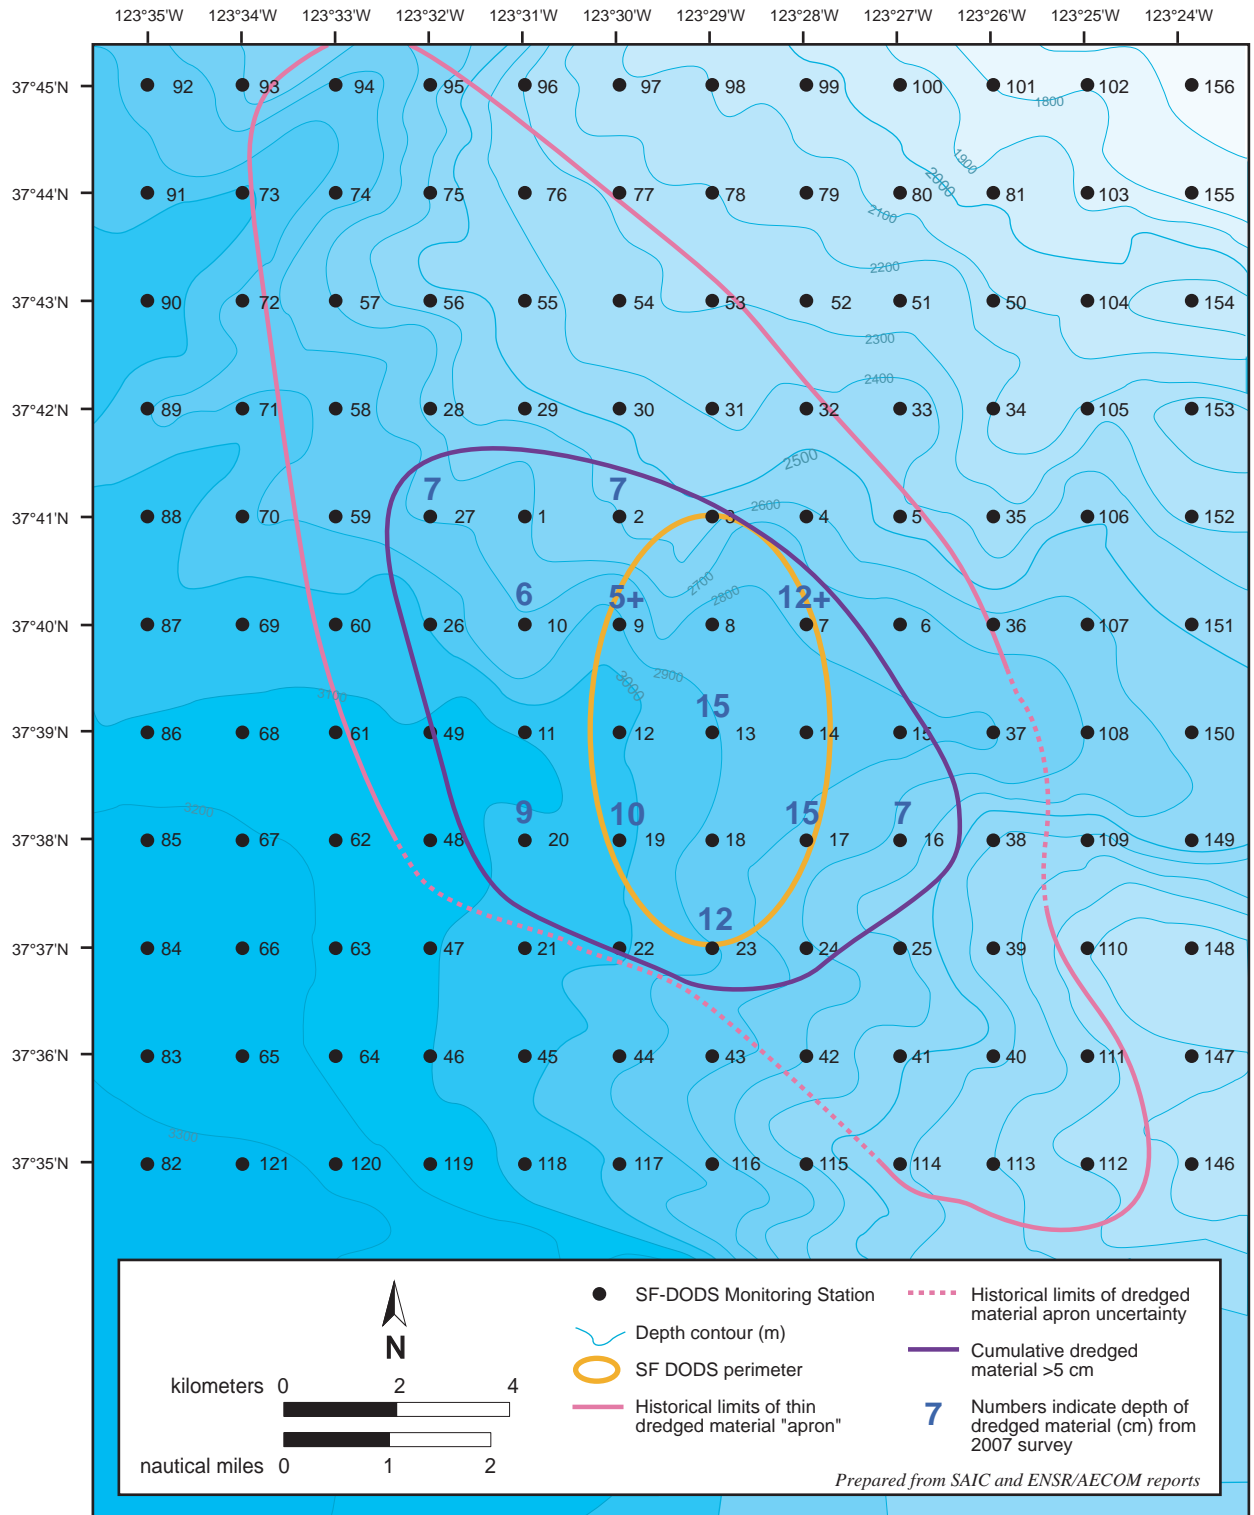 123°35'W 123°34'W 123°33'W 123°32'W 123°31'W 123°30'W 123°29'W 123°28'W 123°27'W 123°26'W 123°25'W 123°24'W
37°45'N 92 93 94 95 96 97 98 99 100 101 102 156
1800
1900
2000
37°44'N 91 73 74 75 76 77 78 79 80 81 103 155
2100
2200
37°43'N 90 72 57 56 55 54 53 52 51 50 104 154
2300
2400
37°42'N 89 71 58 28 29 30 31 32 33 34 105 153
2500
7 7
2600
37°41'N 88 70 59 27 1 2 3 4 5 35 106 152
2700
2800
6 5+ 12+
37°40'N 87 69 60 26 10 9 8 7 6 36 107 151
2900
3000
3100
15
37°39'N 86 68 61 49 11 12 13 14 15 37 108 150
3200
9 10 15 7
37°38'N 85 67 62 48 20 19 18 17 16 38 109 149
12
37°37'N 84 66 63 47 21 22 23 24 25 39 110 148
37°36'N 83 65 64 46 45 44 43 42 41 40 111 147
3300
37°35'N 82 121 120 119 118 117 116 115 114 113 112 146
N
kilometers 0 2 4
nautical miles 0 1 2
SF-DODS Monitoring Station
Depth contour (m)
SF DODS perimeter
Historical limits of thin
dredged material "apron"
Historical limits of dredged
material apron uncertainty
Cumulative dredged
material >5 cm
7 Numbers indicate depth of
dredged material (cm) from
2007 survey
Prepared from SAIC and ENSR/AECOM reports